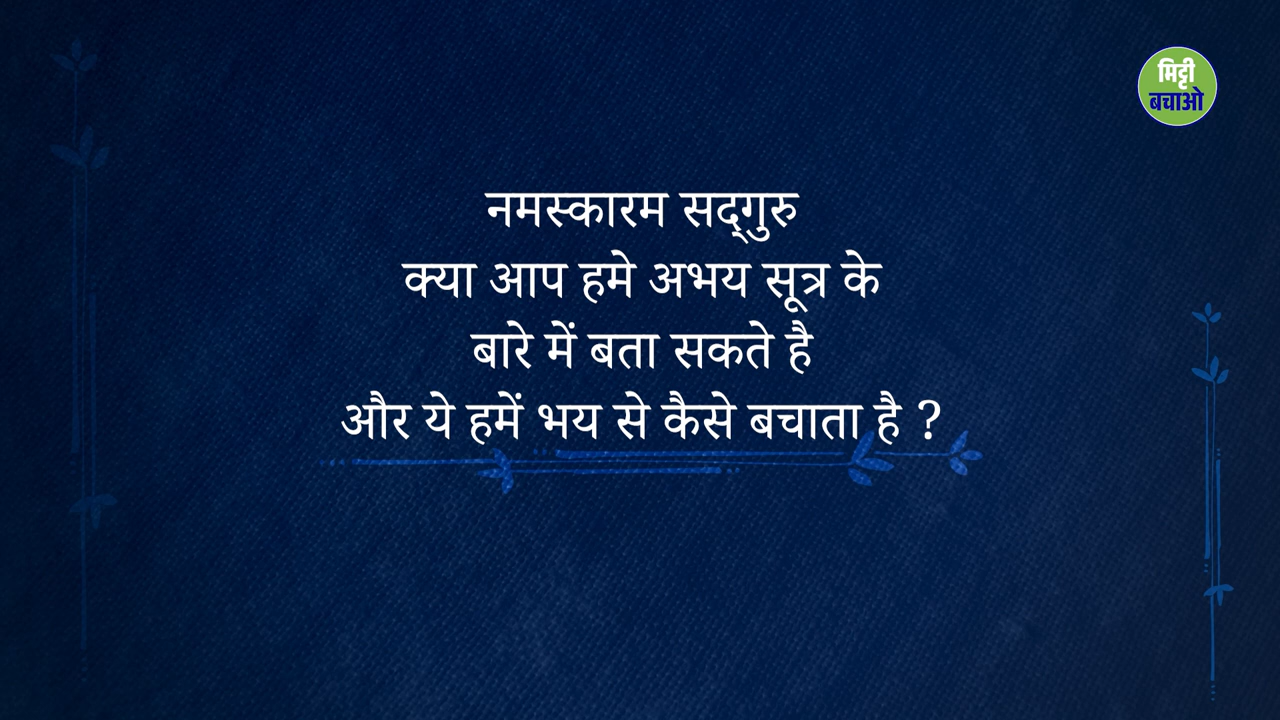 मिट्टी
बचाओ
नमस्कारम सद्‌गुरु
क्या आप हमे अभय सूत्र के
बारे में बता सकते है
और ये हमें भय से कैसे बचाता है ?